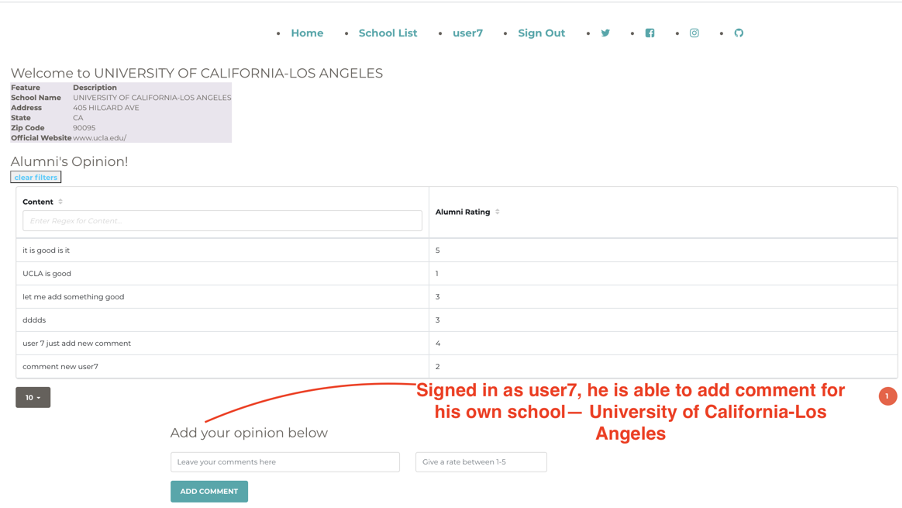 Home School List user7 Sign Out
Welcome to UNIVERSITY OF CALIFORNIA-LOS ANGELES
Feature Description
School Name UNIVERSITY OF CALIFORNIA-LOS ANGELES
Address 405 HILGARD AVE
State CA
Zip Code 90095
Official Website www.ucla.edu/
Alumni's Opinion!
clear filters
Content Alumni Rating
Enter Regex for Content...
it is good is it 5
UCLA is good 1
let me add something good 3
dddds 3
user 7 just add new comment 4
comment new user7 2
10 1
Signed in as user7, he is able to add comment for
his own school— University of California-Los
Angeles
Add your opinion below
Leave your comments here Give a rate between 1-5
ADD COMMENT